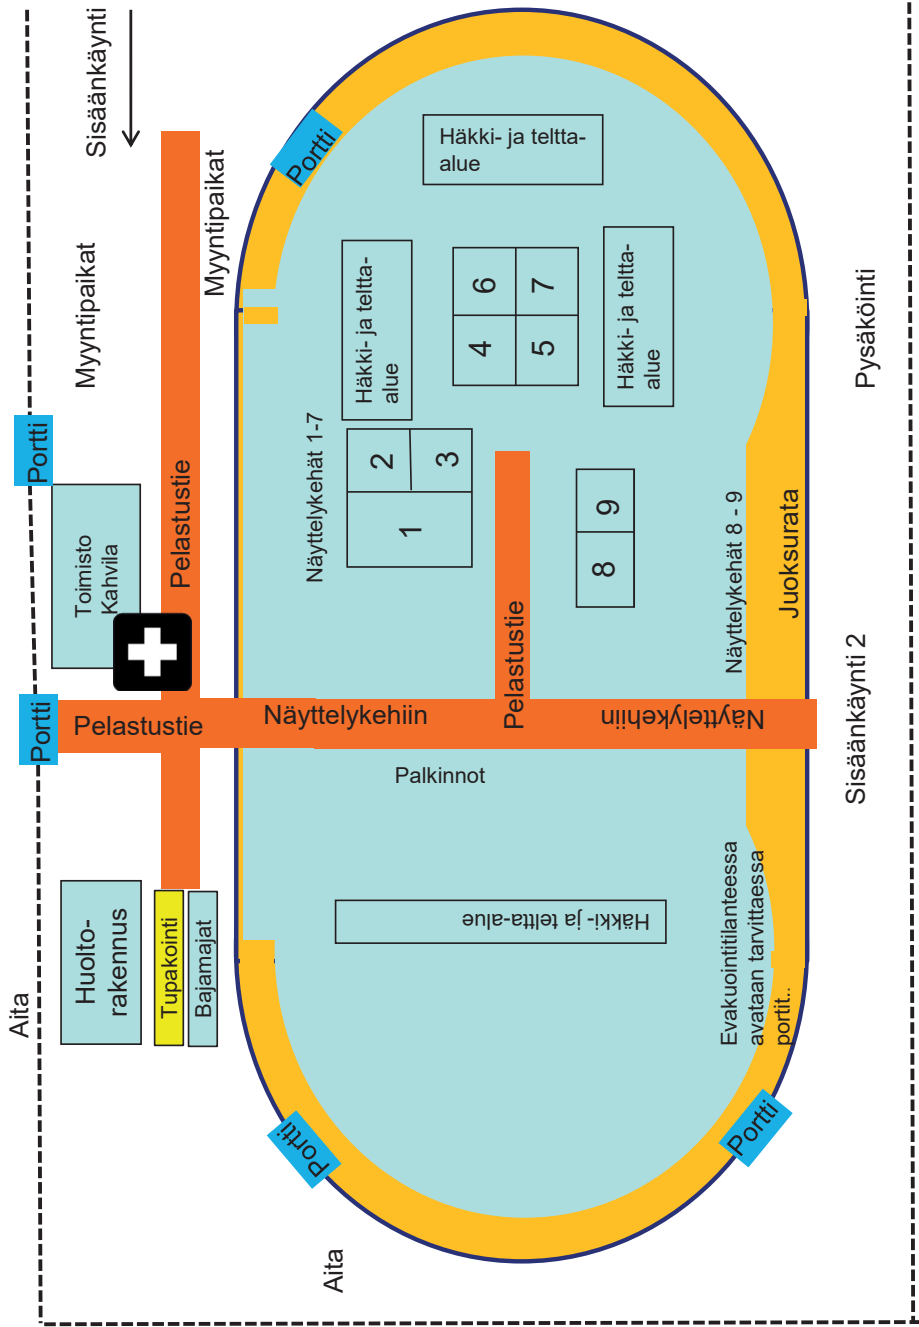 Sisäänkäynti
Myyntipaikat
Myyntipaikat
Portti
Portti
Häkki- ja teltta-
alue
Häkki- ja teltta-
alue
Häkki- ja teltta-
alue
6
7
4
5
Pysäköinti
Portti
Toimisto
Kahvila
Pelastustie
Näyttelykehät 1-7
2
3
1
8
9
Näyttelykehät 8 - 9
Juoksurata
Pelastustie
Näyttelykehiin
Pelastustie
Näyttelykehiin
Sisäänkäynti 2
Palkinnot
Huolto-
rakennus
Tupakointi
Bajamajat
Häkki- ja teltta-alue
Evakuointitilanteessa
avataan tarvittaessa
portit..
Aita
Portti
Portti
Aita